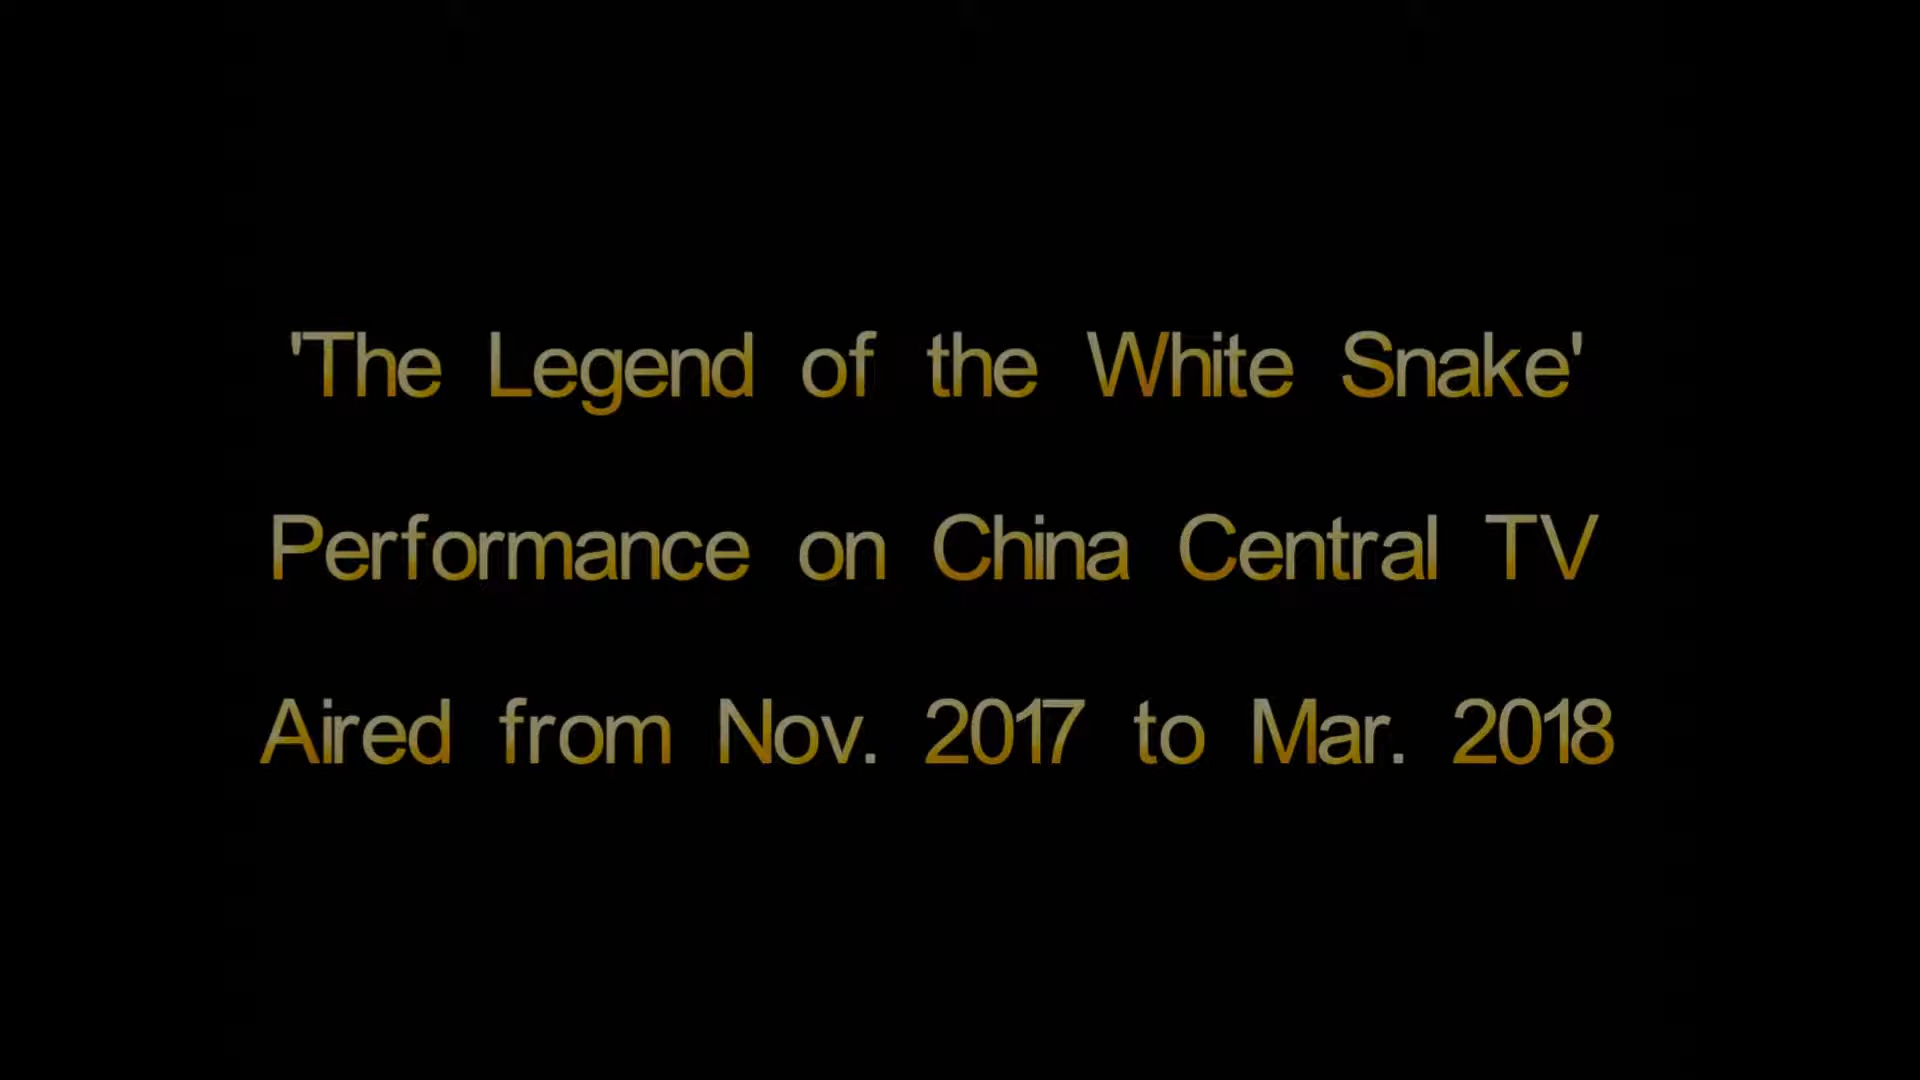 'The Legend of the White Snake'
Performance on China Central TV
Aired from Nov. 2017 to Mar. 2018